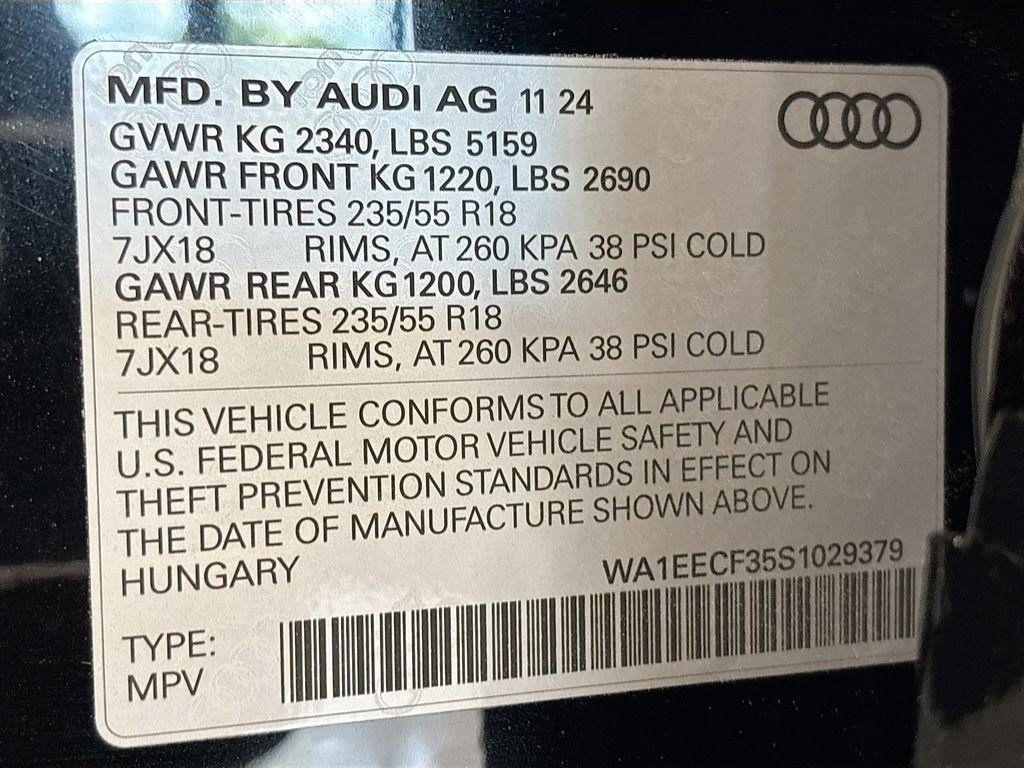 MFD. BY AUDI AG 11 24
GVWR KG 2340, LBS 5159
GAWR FRONT KG 1220, LBS 2690
FRONT-TIRES 235/55 R18
7JX18 RIMS, AT 260 KPA 38 PSI COLD
GAWR REAR KG 1200, LBS 2646
REAR-TIRES 235/55 R18
7JX18 RIMS, AT 260 KPA 38 PSI COLD
THIS VEHICLE CONFORMS TO ALL APPLICABLE
U.S. FEDERAL MOTOR VEHICLE SAFETY AND
THEFT PREVENTION STANDARDS IN EFFECT ON
THE DATE OF MANUFACTURE SHOWN ABOVE.
HUNGARY WA1EECF35S1029379
TYPE:
MPV